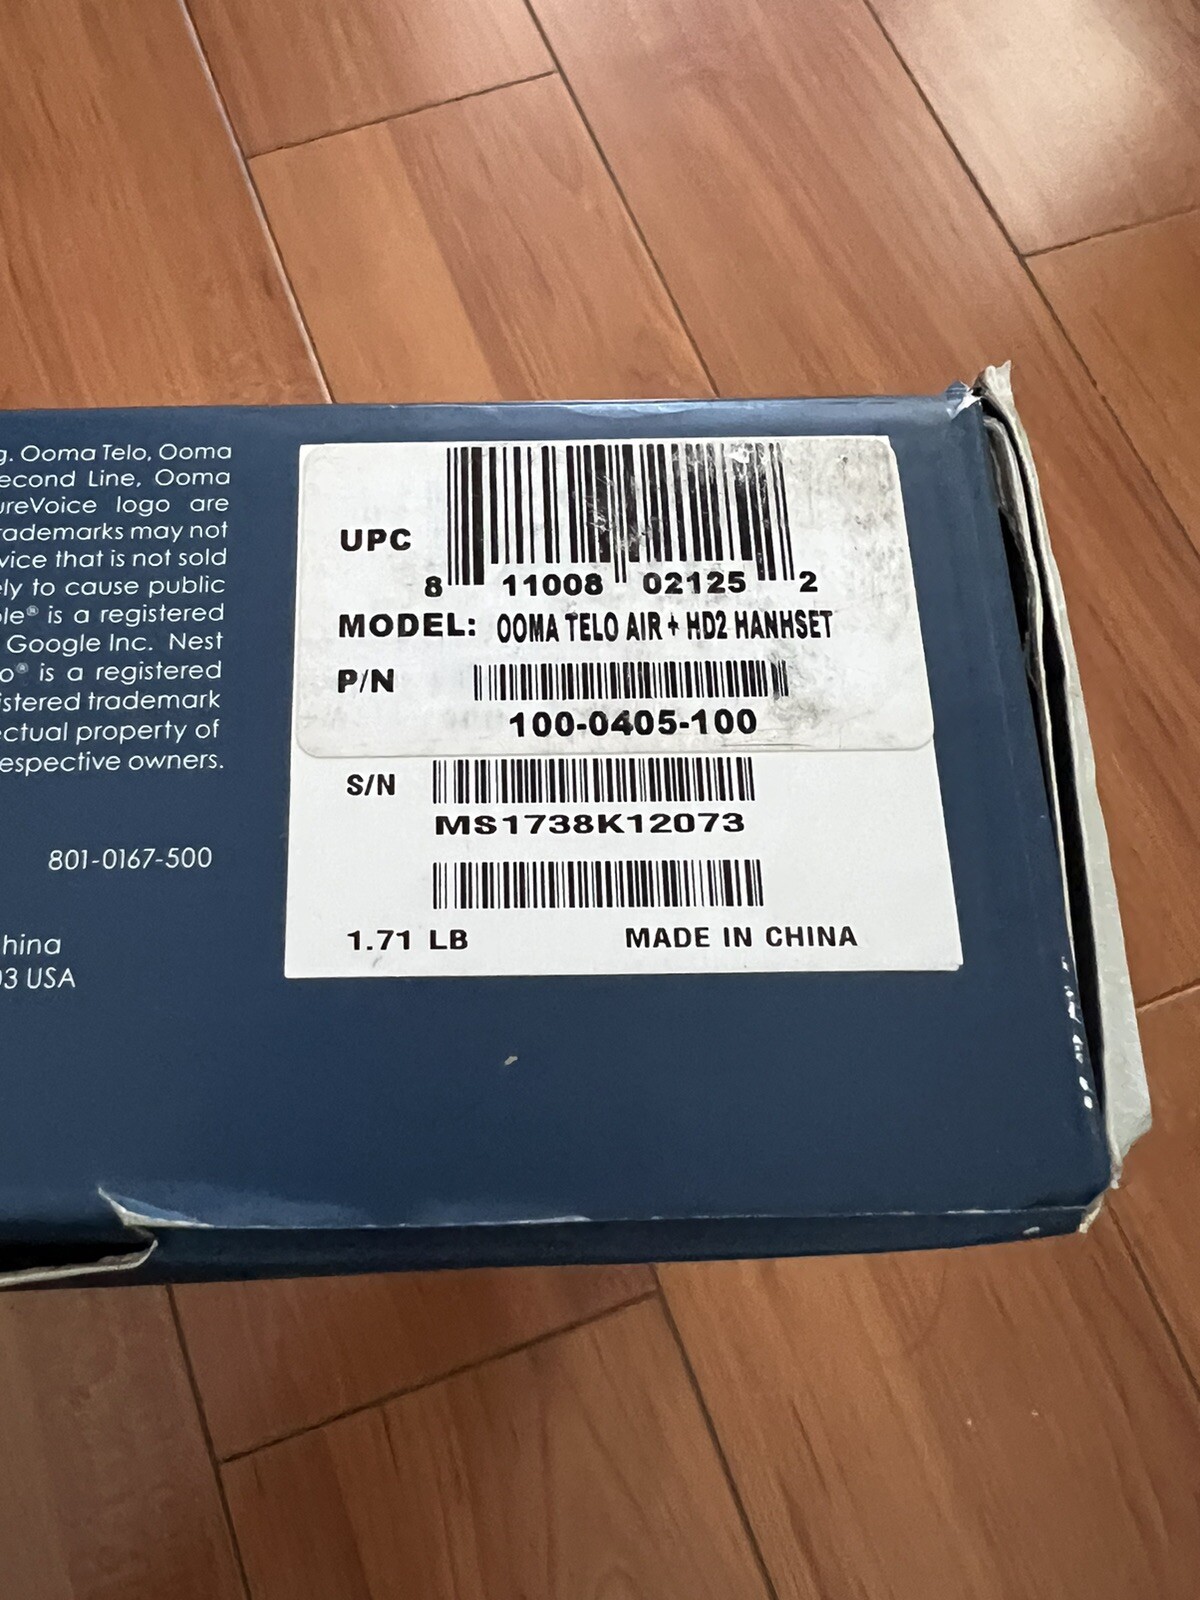 g. Ooma Telo, Ooma
econd Line, Ooma
ureVoice logo are
rademarks may not
vice that is not sold
ely to cause public
ole® is a registered
Google Inc. Nest
o® is a registered
istered trademark
ectual property of
espective owners.
801-0167-500
hina
03 USA
UPC
8 11008 02125 2
MODEL: OOMA TELO AIR + HD2 HANHSET
P/N
100-0405-100
S/N
MS1738K12073
1.71 LB MADE IN CHINA